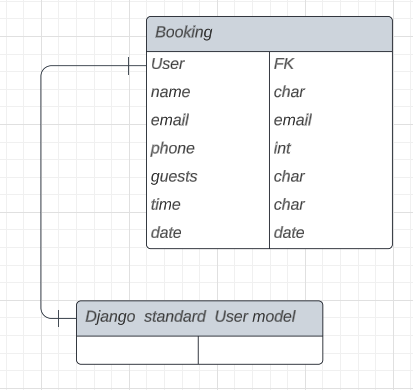 Booking
User FK
name char
email email
phone int
guests char
time char
date date
Django standard User model